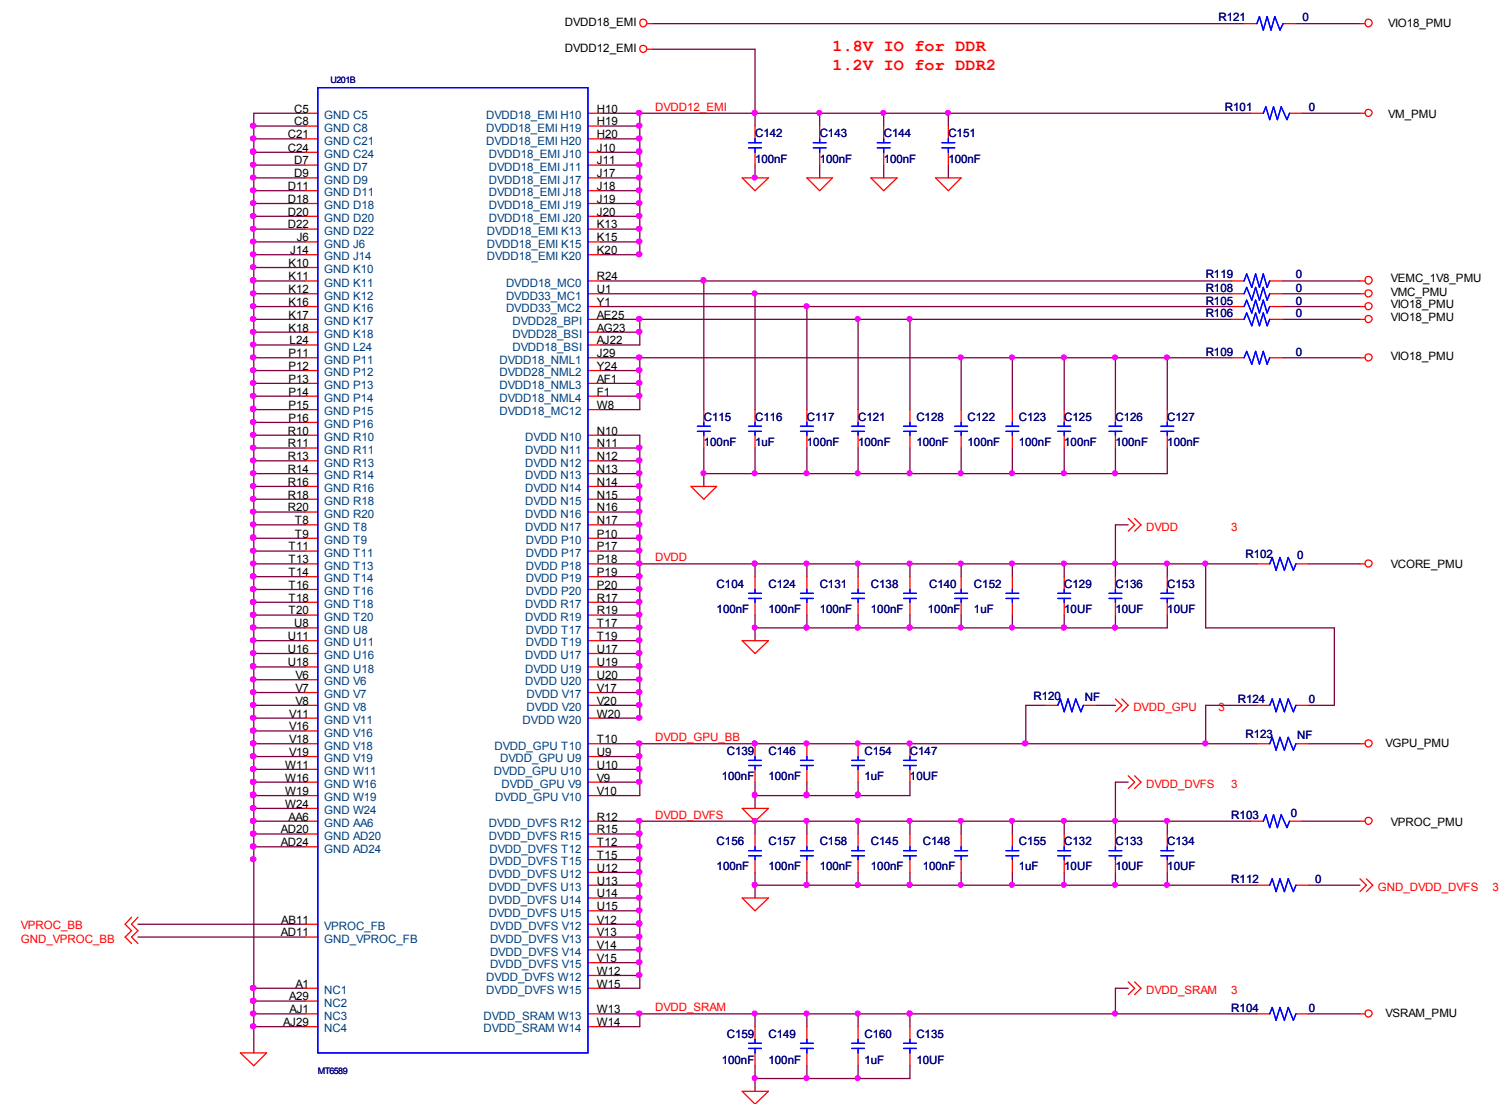 DVDD18_EMI
R121 0
VIO18_PMU
DVDD12_EMI
1.8V IO for DDR
1.2V IO for DDR2
U201B
C5 GND C5
C8 GND C8
C21 GND C21
C24 GND C24
D7 GND D7
D9 GND D9
D11 GND D11
D18 GND D18
D20 GND D20
D22 GND D22
J6 GND J6
J14 GND J14
K10 GND K10
K11 GND K11
K12 GND K12
K16 GND K16
K17 GND K17
K18 GND K18
L24 GND L24
P11 GND P11
P12 GND P12
P13 GND P13
P14 GND P14
P15 GND P15
P16 GND P16
R10 GND R10
R11 GND R11
R13 GND R13
R14 GND R14
R16 GND R16
R18 GND R18
R20 GND R20
T8 GND T8
T9 GND T9
T11 GND T11
T13 GND T13
T14 GND T14
T16 GND T16
T18 GND T18
T20 GND T20
U8 GND U8
U11 GND U11
U16 GND U16
U18 GND U18
V6 GND V6
V7 GND V7
V8 GND V8
V11 GND V11
V16 GND V16
V18 GND V18
V19 GND V19
W11 GND W11
W16 GND W16
W19 GND W19
W24 GND W24
AA6 GND AA6
AD20 GND AD20
AD24 GND AD24
VPROC_BB AB11 VPROC_FB
GND_VPROC_BB AD11 GND_VPROC_FB
A1 NC1
A29 NC2
AJ1 NC3
AJ29 NC4
MT6589
DVDD18_EMI H10 H10
DVDD18_EMI H19 H19
DVDD18_EMI H20 H20
DVDD18_EMI J10 J10
DVDD18_EMI J11 J11
DVDD18_EMI J17 J17
DVDD18_EMI J18 J18
DVDD18_EMI J19 J19
DVDD18_EMI J20 J20
DVDD18_EMI K13 K13
DVDD18_EMI K15 K15
DVDD18_EMI K20 K20
DVDD18_MC0 R24
DVDD33_MC1 U1
DVDD33_MC2 Y1
DVDD28_BPI AE25
DVDD28_BSI AG23
DVDD18_BSI AJ22
DVDD18_NML1 J29
DVDD28_NML2 Y24
DVDD18_NML3 AF1
DVDD18_NML4 F1
DVDD18_MC12 W8
DVDD N10 N10
DVDD N11 N11
DVDD N12 N12
DVDD N13 N13
DVDD N14 N14
DVDD N15 N15
DVDD N16 N16
DVDD N17 N17
DVDD P10 P10
DVDD P17 P17
DVDD P18 P18
DVDD P19 P19
DVDD P20 P20
DVDD R17 R17
DVDD R19 R19
DVDD T17 T17
DVDD T19 T19
DVDD U17 U17
DVDD U19 U19
DVDD U20 U20
DVDD V17 V17
DVDD V20 V20
DVDD W20 W20
DVDD_GPU T10 T10
DVDD_GPU U9 U9
DVDD_GPU U10 U10
DVDD_GPU V9 V9
DVDD_GPU V10 V10
DVDD_DVFS R12 R12
DVDD_DVFS R15 R15
DVDD_DVFS T12 T12
DVDD_DVFS T15 T15
DVDD_DVFS U12 U12
DVDD_DVFS U13 U13
DVDD_DVFS U14 U14
DVDD_DVFS U15 U15
DVDD_DVFS V12 V12
DVDD_DVFS V13 V13
DVDD_DVFS V14 V14
DVDD_DVFS V15 V15
DVDD_DVFS W12 W12
DVDD_DVFS W15 W15
DVDD_SRAM W13 W13
DVDD_SRAM W14 W14
DVDD12_EMI
R101 0
VM_PMU
C142 C143 C144 C151
100nF 100nF 100nF 100nF
R119 0 VEMC_1V8_PMU
R108 0 VMC_PMU
R105 0 VIO18_PMU
R106 0 VIO18_PMU
R109 0 VIO18_PMU
C115 C116 C117 C121 C128 C122 C123 C125 C126 C127
100nF 1uF 100nF 100nF 100nF 100nF 100nF 100nF 100nF 100nF
DVDD 3
DVDD
R102 0
VCORE_PMU
C104 C124 C131 C138 C140 C152 C129 C136 C153
100nF 100nF 100nF 100nF 100nF 1uF 10UF 10UF 10UF
R120 NF DVDD_GPU 3
R124 0
DVDD_GPU_BB
R123 NF
VGPU_PMU
C139 C146 C154 C147
100nF 100nF 1uF 10UF
DVDD_DVFS 3
DVDD_DVFS
R103 0
VPROC_PMU
C156 C157 C158 C145 C148 C155 C132 C133 C134
100nF 100nF 100nF 100nF 100nF 1uF 10UF 10UF 10UF
R112 0
GND_DVDD_DVFS 3
DVDD_SRAM 3
DVDD_SRAM
R104 0
VSRAM_PMU
C159 C149 C160 C135
100nF 100nF 1uF 10UF